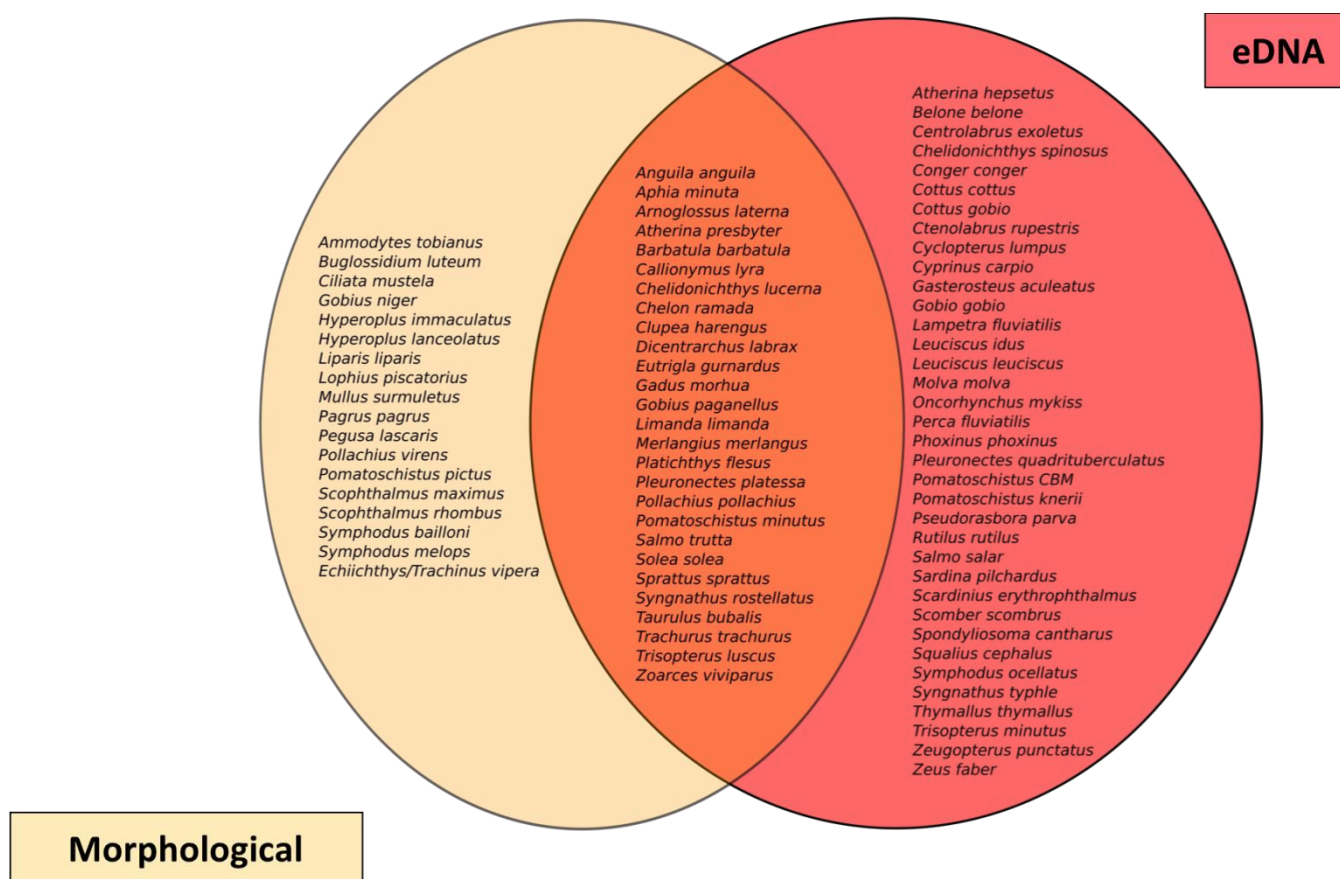 eDNA
Atherina hepsetus
Belone belone
Centrolabrus exoletus
Chelidonichthys spinosus
Conger conger
Cottus cottus
Cottus gobio
Ctenolabrus rupestris
Cyclopterus lumpus
Cyprinus carpio
Gasterosteus aculeatus
Gobio gobio
Lampetra fluviatilis
Leuciscus idus
Leuciscus leuciscus
Molva molva
Oncorhynchus mykiss
Perca fluviatilis
Phoxinus phoxinus
Pleuronectes quadrituberculatus
Pomatoschistus CBM
Pomatoschistus knerii
Pseudorasbora parva
Rutilus rutilus
Salmo salar
Sardina pilchardus
Scardinius erythrophthalmus
Scomber scombrus
Spondyliosoma cantharus
Squalius cephalus
Symphodus ocellatus
Syngnathus typhle
Thymallus thymallus
Trisopterus minutus
Zeugopterus punctatus
Zeus faber
Anguila anguila
Aphia minuta
Arnoglossus laterna
Atherina presbyter
Barbatula barbatula
Callionymus lyra
Chelidonichthys lucerna
Chelon ramada
Clupea harengus
Dicentrarchus labrax
Eutrigla gurnardus
Gadus morhua
Gobius paganellus
Limanda limanda
Merlangius merlangus
Platichthys flesus
Pleuronectes platessa
Pollachius pollachius
Pomatoschistus minutus
Salmo trutta
Solea solea
Sprattus sprattus
Syngnathus rostellatus
Taurulus bubalis
Trachurus trachurus
Trisopterus luscus
Zoarces viviparus
Ammodytes tobianus
Buglossidium luteum
Ciliata mustela
Gobius niger
Hyperoplus immaculatus
Hyperoplus lanceolatus
Liparis liparis
Lophius piscatorius
Mullus surmuletus
Pagrus pagrus
Pegusa lascaris
Pollachius virens
Pomatoschistus pictus
Scophthalmus maximus
Scophthalmus rhombus
Symphodus bailloni
Symphodus melops
Echiichthys/Trachinus vipera
Morphological